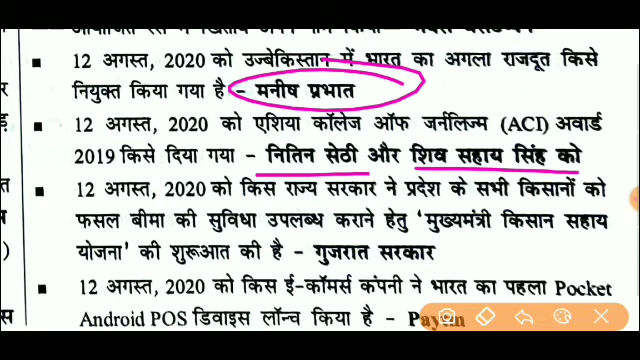 ■ 12 अगस्त, 2020 को उज्वेकिस्तान में भारत का अगला राजदूत किसे
नियुक्त किया गया है - मनीष प्रभात
■ 12 अगस्त, 2020 को एशिया कॉलेज ऑफ जर्नलिज्म (ACI) अवार्ड
2019 किसे दिया गया - नितिन सेठी और शिव सहाय सिंह को
■ 12 अगस्त, 2020 को किस राज्य सरकार ने प्रदेश के सभी किसानों को
फसल बीमा की सुविधा उपलब्ध कराने हेतु 'मुख्यमंत्री किसान सहाय
योजना' की शुरूआत की है - गुजरात सरकार
■ 12 अगस्त, 2020 को किस ई-कॉमर्स कंपनी ने भारत का पहला Pocket
Android POS डिवाइस लॉन्च किया है -